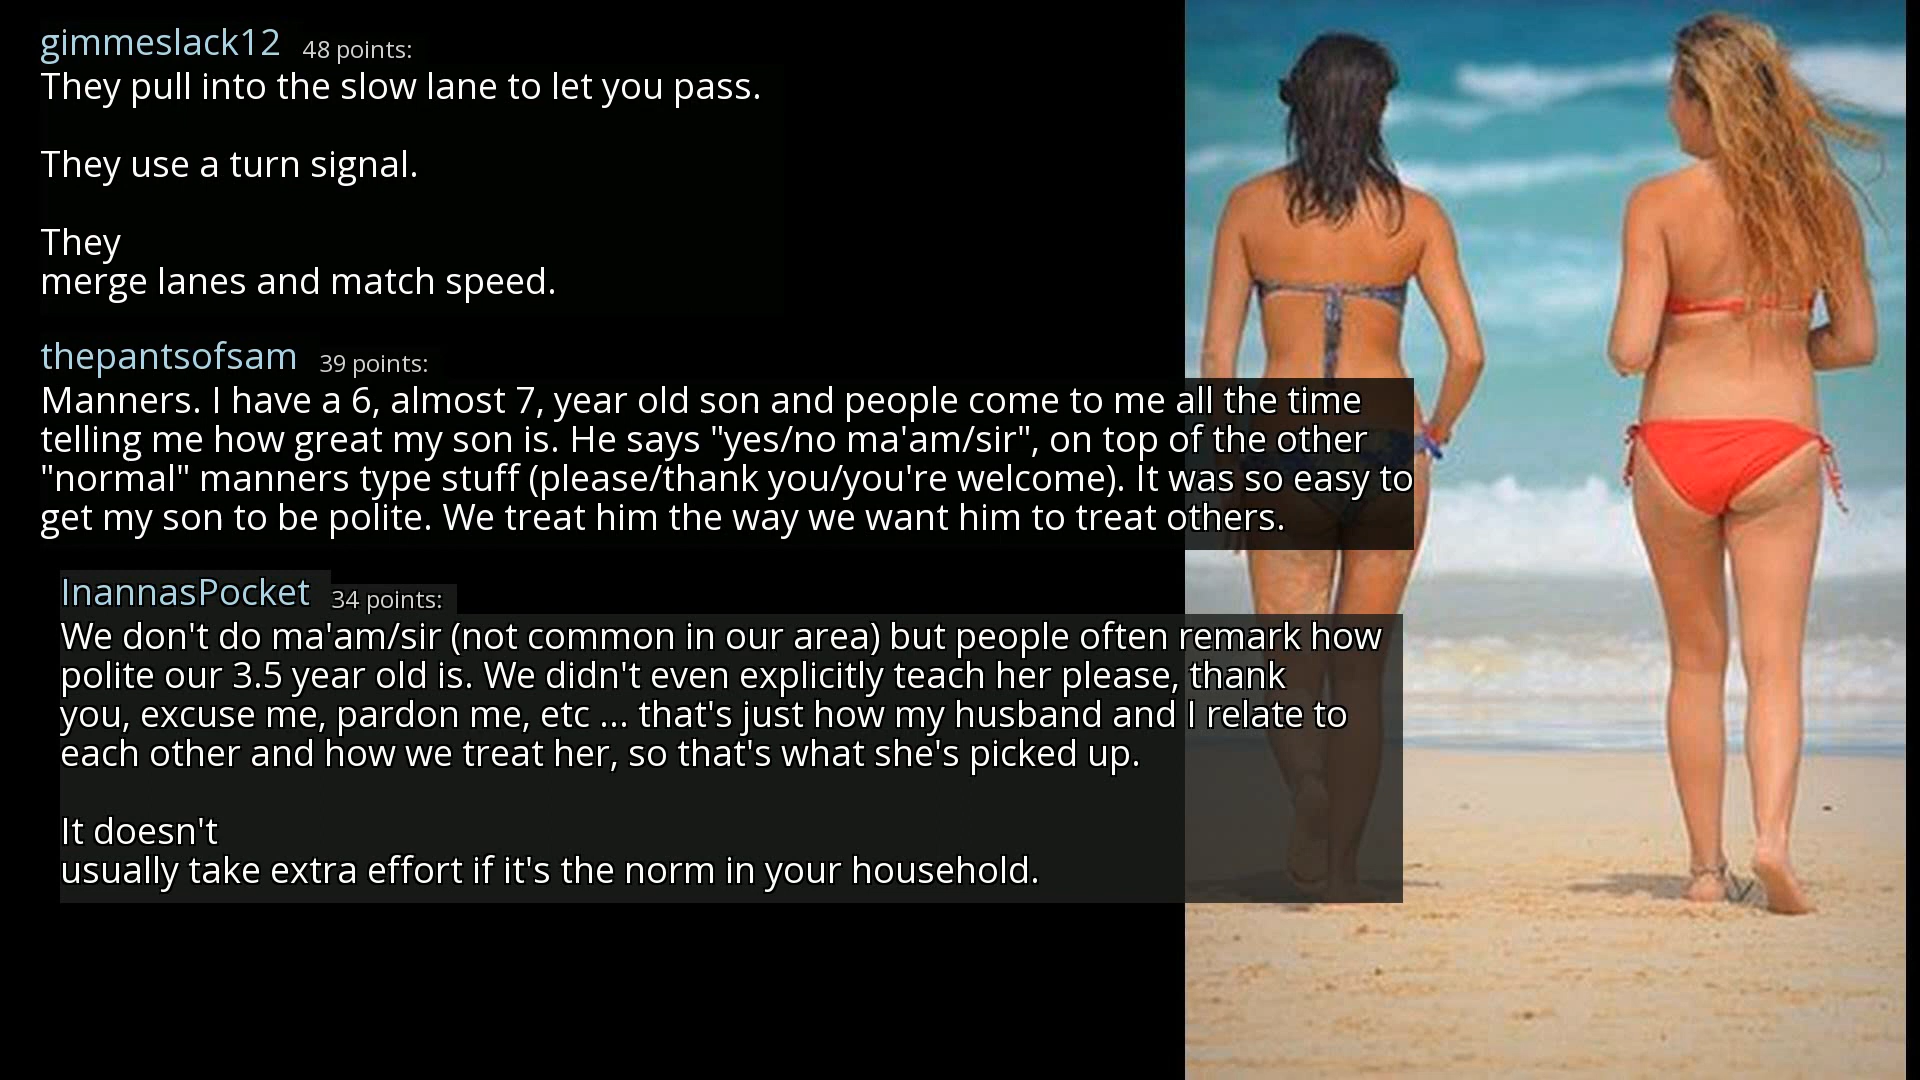 gimmeslack12 48 points:
They pull into the slow lane to let you pass.
They use a turn signal.
They
merge lanes and match speed.
thepantsofsam 39 points:
Manners. I have a 6, almost 7, year old son and people come to me all the time
telling me how great my son is. He says "yes/no ma'am/sir", on top of the other
"normal" manners type stuff (please/thank you/you're welcome). It was so easy to
get my son to be polite. We treat him the way we want him to treat others.
InannasPocket 34 points:
We don't do ma'am/sir (not common in our area) but people often remark how
polite our 3.5 year old is. We didn't even explicitly teach her please, thank
you, excuse me, pardon me, etc ... that's just how my husband and I relate to
each other and how we treat her, so that's what she's picked up.
It doesn't
usually take extra effort if it's the norm in your household.